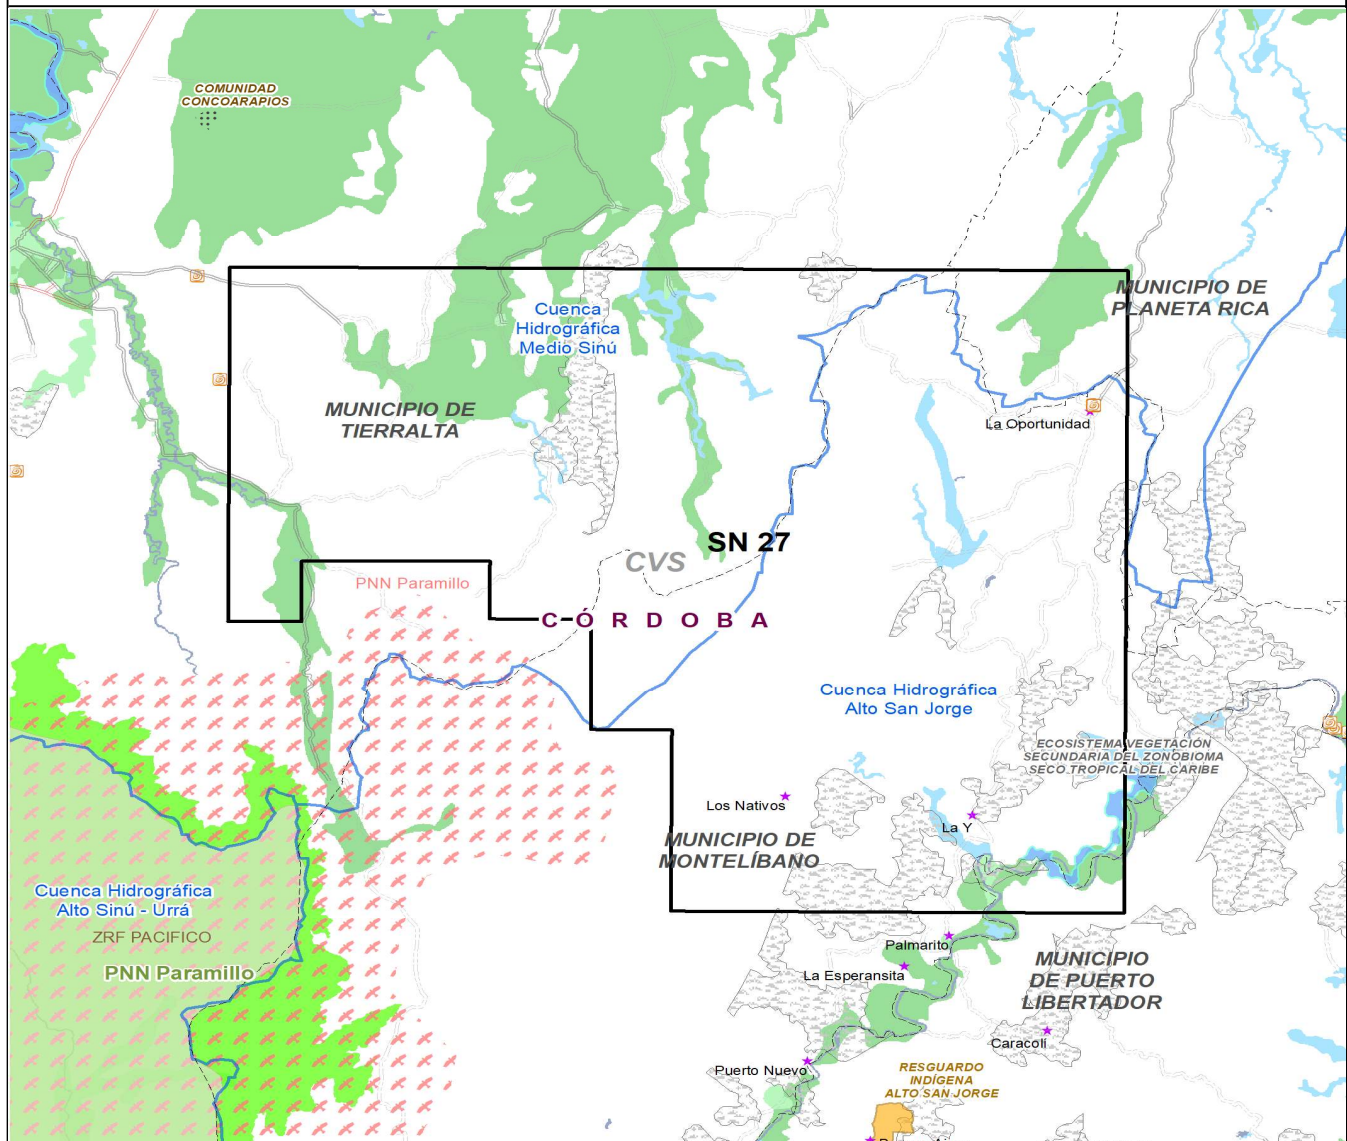 COMUNIDAD
CONCOARAPIOS
MUNICIPIO DE
PLANETA RICA
Cuenca
Hidrográfica
Medio Sinú
MUNICIPIO DE
TIERRALTA
La Oportunidad
SN 27
CVS
PNN Paramillo
CÓRDOBA
Cuenca Hidrográfica
Alto San Jorge
ECOSISTEMA VEGETACIÓN
SECUNDARIA DEL ZONOBIOMA
SECO TROPICAL DEL CARIBE
Los Nativos
La Y
MUNICIPIO DE
MONTELÍBANO
Cuenca Hidrográfica
Alto Sinú - Urrá
ZRF PACIFICO
PNN Paramillo
Palmarito
La Esperansita
MUNICIPIO
DE PUERTO
LIBERTADOR
Caracolí
Puerto Nuevo
RESGUARDO
INDÍGENA
ALTO SAN JORGE